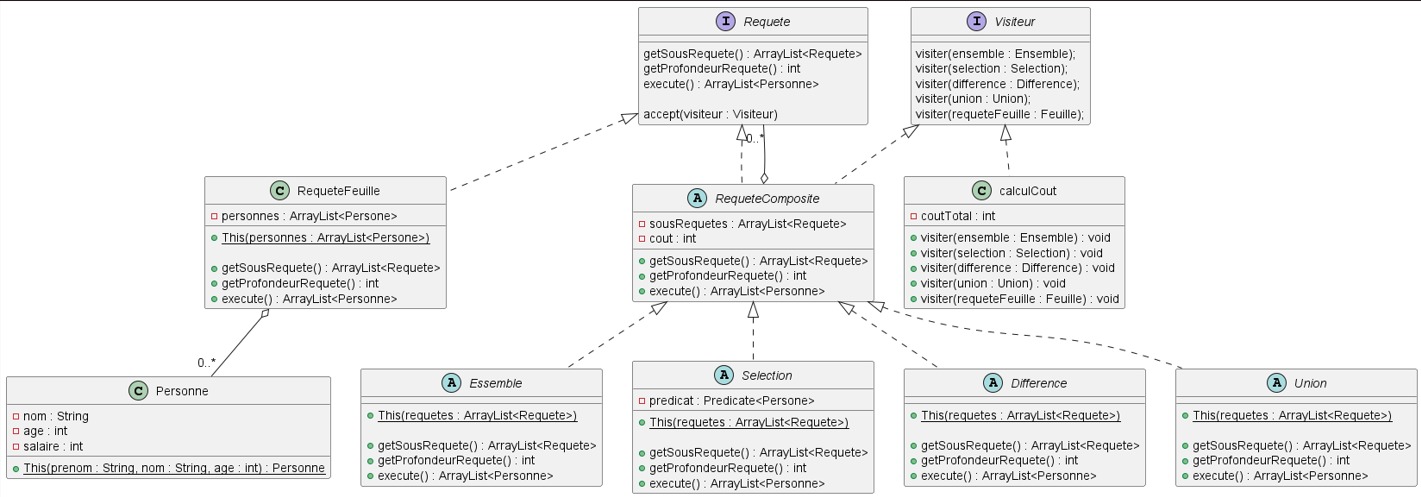 I Requete
getSousRequete() : ArrayList<Requete>
getProfondeurRequete() : int
execute() : ArrayList<Personne>
accept(visiteur : Visiteur)
I Visiteur
visiter(ensemble : Ensemble);
visiter(selection : Selection);
visiter(difference : Difference);
visiter(union : Union);
visiter(requeteFeuille : Feuille);
0..*
C RequeteFeuille
personnes : ArrayList<Persone>
This(personnes : ArrayList<Persone>)
getSousRequete() : ArrayList<Requete>
getProfondeurRequete() : int
execute() : ArrayList<Personne>
A RequeteComposite
sousRequetes : ArrayList<Requete>
cout : int
getSousRequete() : ArrayList<Requete>
getProfondeurRequete() : int
execute() : ArrayList<Personne>
C calculCout
coutTotal : int
visiter(ensemble : Ensemble) : void
visiter(selection : Selection) : void
visiter(difference : Difference) : void
visiter(union : Union) : void
visiter(requeteFeuille : Feuille) : void
0..*
C Personne
nom : String
age : int
salaire : int
This(prenom : String, nom : String, age : int) : Personne
A Essemble
This(requetes : ArrayList<Requete>)
getSousRequete() : ArrayList<Requete>
getProfondeurRequete() : int
execute() : ArrayList<Personne>
A Selection
predicat : Predicate<Persone>
This(requetes : ArrayList<Requete>)
getSousRequete() : ArrayList<Requete>
getProfondeurRequete() : int
execute() : ArrayList<Personne>
A Difference
This(requetes : ArrayList<Requete>)
getSousRequete() : ArrayList<Requete>
getProfondeurRequete() : int
execute() : ArrayList<Personne>
A Union
This(requetes : ArrayList<Requete>)
getSousRequete() : ArrayList<Requete>
getProfondeurRequete() : int
execute() : ArrayList<Personne>